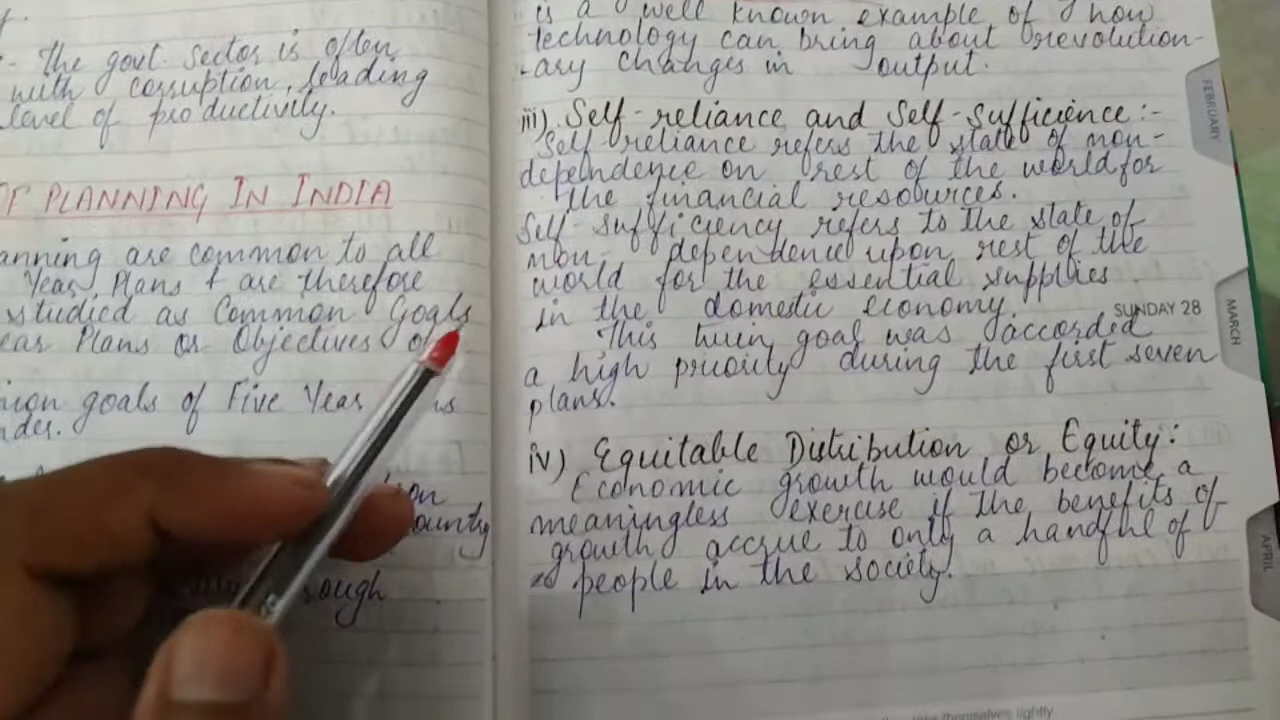 - The govt. sector is often
with corruption, leading
level of productivity.
OF PLANNING IN INDIA
anning are common to all
Year Plans & are therefore
studied as Common Goals
ear Plans or Objectives of
mon goals of Five Year
nder.
ountry
ough
is a well known example of how
technology can bring about revolution-
-ary changes in output.
iii). Self-reliance and Self-Sufficience :-
Self-reliance refers the state of non-
dependence on rest of the world for
the financial resources.
Self-sufficiency refers to the state of
non- dependence upon rest of the
world for the essential supplies
in the domestic economy.
SUNDAY 28
This twin goal was accorded
a high priority during the first seven
plans.
iv) Equitable Distribution or Equity:
Economic growth would become a
meaningless exercise if the benefits of
growth accrue to only a handful of
people in the society.
FEBRUARY
MARCH
APRIL
themselves lightly